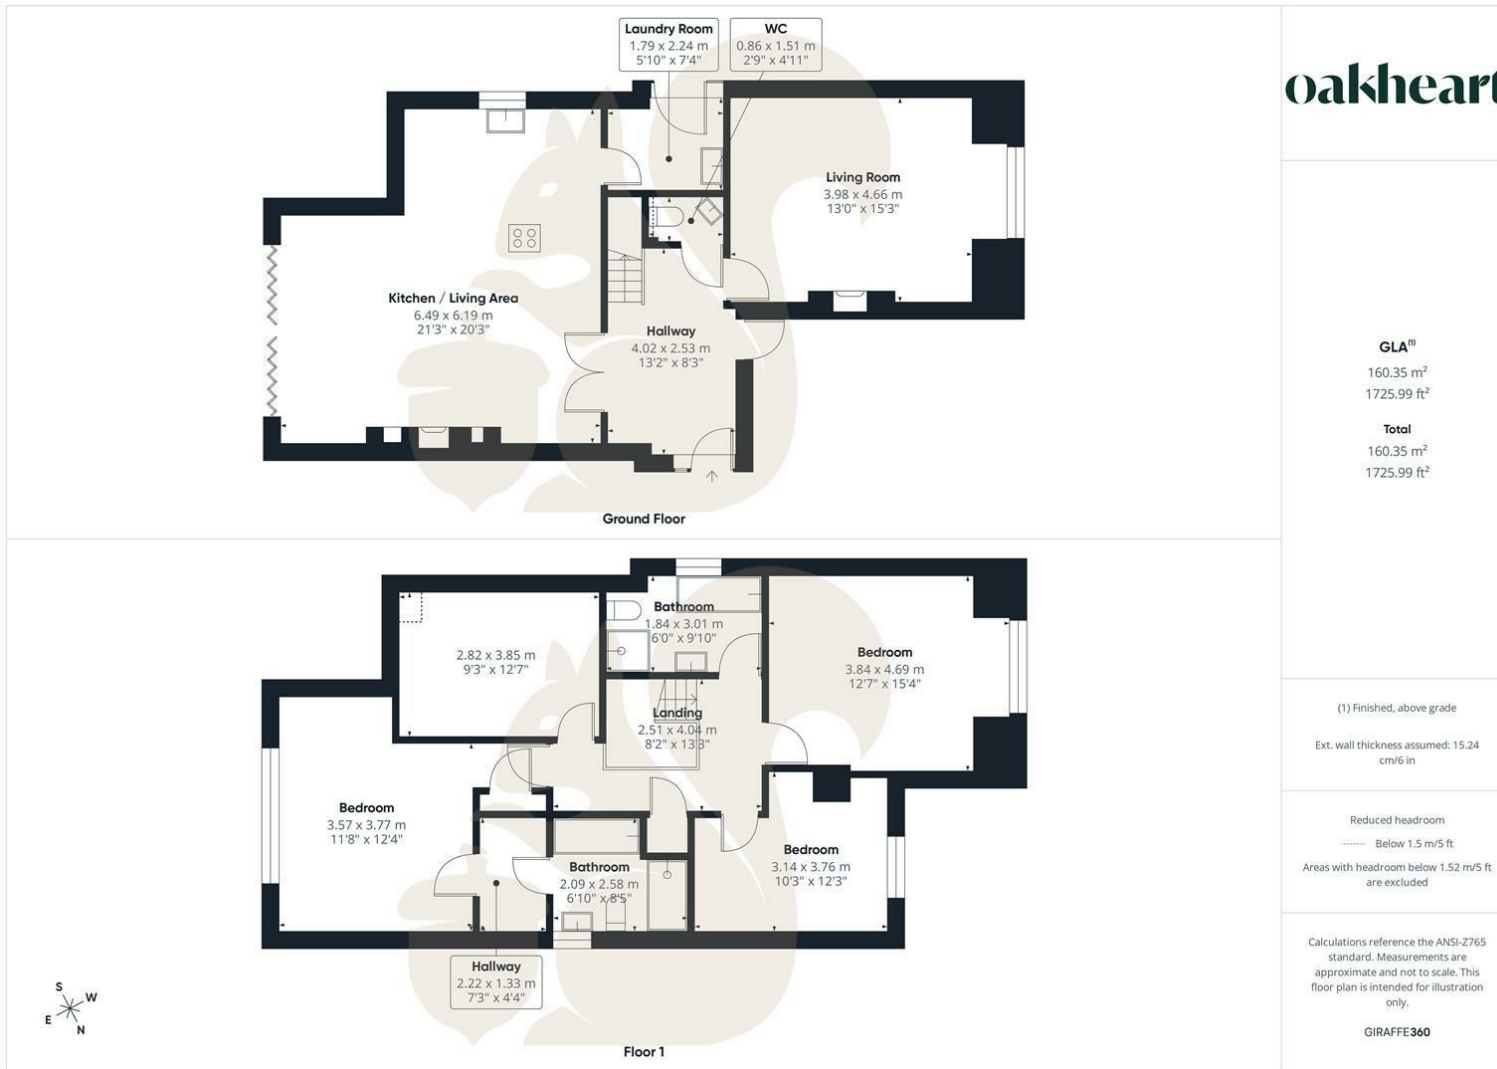 Laundry Room
1.79 x 2.24 m
5'10" x 7'4"
WC
0.86 x 1.51 m
2'9" x 4'11"
Living Room
3.98 x 4.66 m
13'0" x 15'3"
Kitchen / Living Area
6.49 x 6.19 m
21'3" x 20'3"
Hallway
4.02 x 2.53 m
13'2" x 8'3"
Ground Floor
Bathroom
1.84 x 3.01 m
6'0" x 9'10"
2.82 x 3.85 m
9'3" x 12'7"
Bedroom
3.84 x 4.69 m
12'7" x 15'4"
Landing
2.51 x 4.04 m
8'2" x 13'3"
Bedroom
3.57 x 3.77 m
11'8" x 12'4"
Bathroom
2.09 x 2.58 m
6'10" x 8'5"
Bedroom
3.14 x 3.76 m
10'3" x 12'3"
Hallway
2.22 x 1.33 m
7'3" x 4'4"
Floor 1
S
W
E
N
oakheart
GLA(1)
160.35 m²
1725.99 ft²
Total
160.35 m²
1725.99 ft²
(1) Finished, above grade
Ext. wall thickness assumed: 15.24
cm/6 in
Reduced headroom
Below 1.5 m/5 ft
Areas with headroom below 1.52 m/5 ft
are excluded
Calculations reference the ANSI-Z765
standard. Measurements are
approximate and not to scale. This
floor plan is intended for illustration
only.
GIRAFFE360